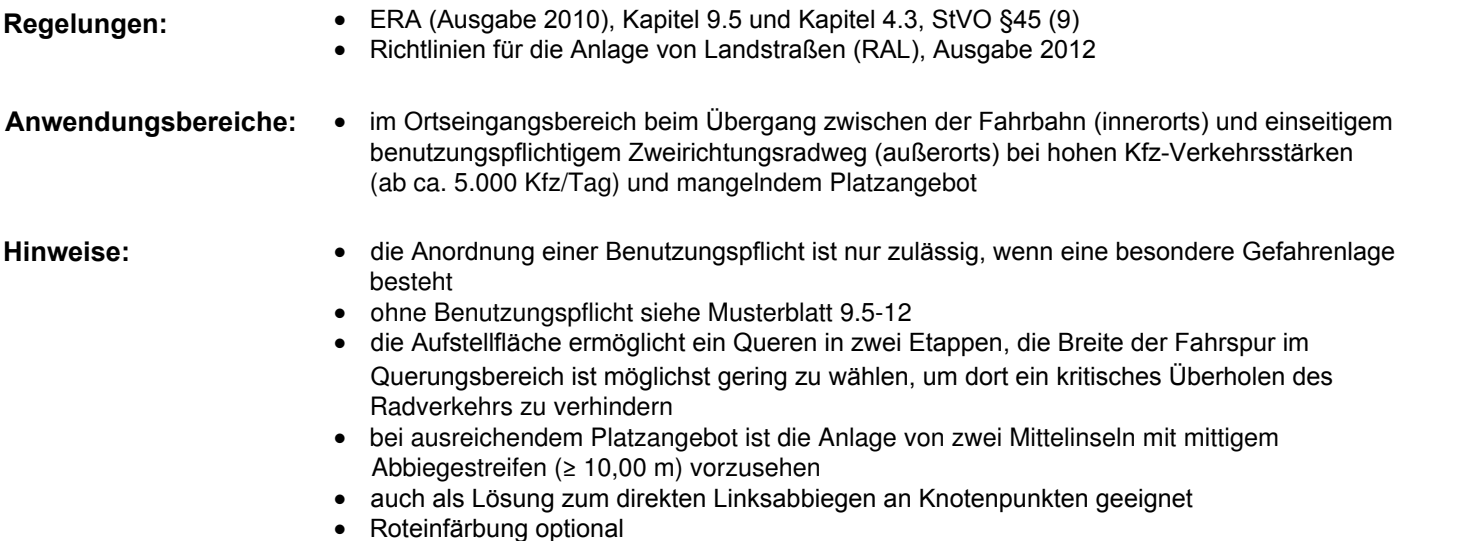 Regelungen: • ERA (Ausgabe 2010), Kapitel 9.5 und Kapitel 4.3, StVO §45 (9)
• Richtlinien für die Anlage von Landstraßen (RAL), Ausgabe 2012
Anwendungsbereiche: • im Ortseingangsbereich beim Übergang zwischen der Fahrbahn (innerorts) und einseitigem
benutzungspflichtigem Zweirichtungsradweg (außerorts) bei hohen Kfz-Verkehrsstärken
(ab ca. 5.000 Kfz/Tag) und mangelndem Platzangebot
Hinweise: • die Anordnung einer Benutzungspflicht ist nur zulässig, wenn eine besondere Gefahrenlage
besteht
• ohne Benutzungspflicht siehe Musterblatt 9.5-12
• die Aufstellfläche ermöglicht ein Queren in zwei Etappen, die Breite der Fahrspur im
Querungsbereich ist möglichst gering zu wählen, um dort ein kritisches Überholen des
Radverkehrs zu verhindern
• bei ausreichendem Platzangebot ist die Anlage von zwei Mittelinseln mit mittigem
Abbiegestreifen (≥ 10,00 m) vorzusehen
• auch als Lösung zum direkten Linksabbiegen an Knotenpunkten geeignet
• Roteinfärbung optional